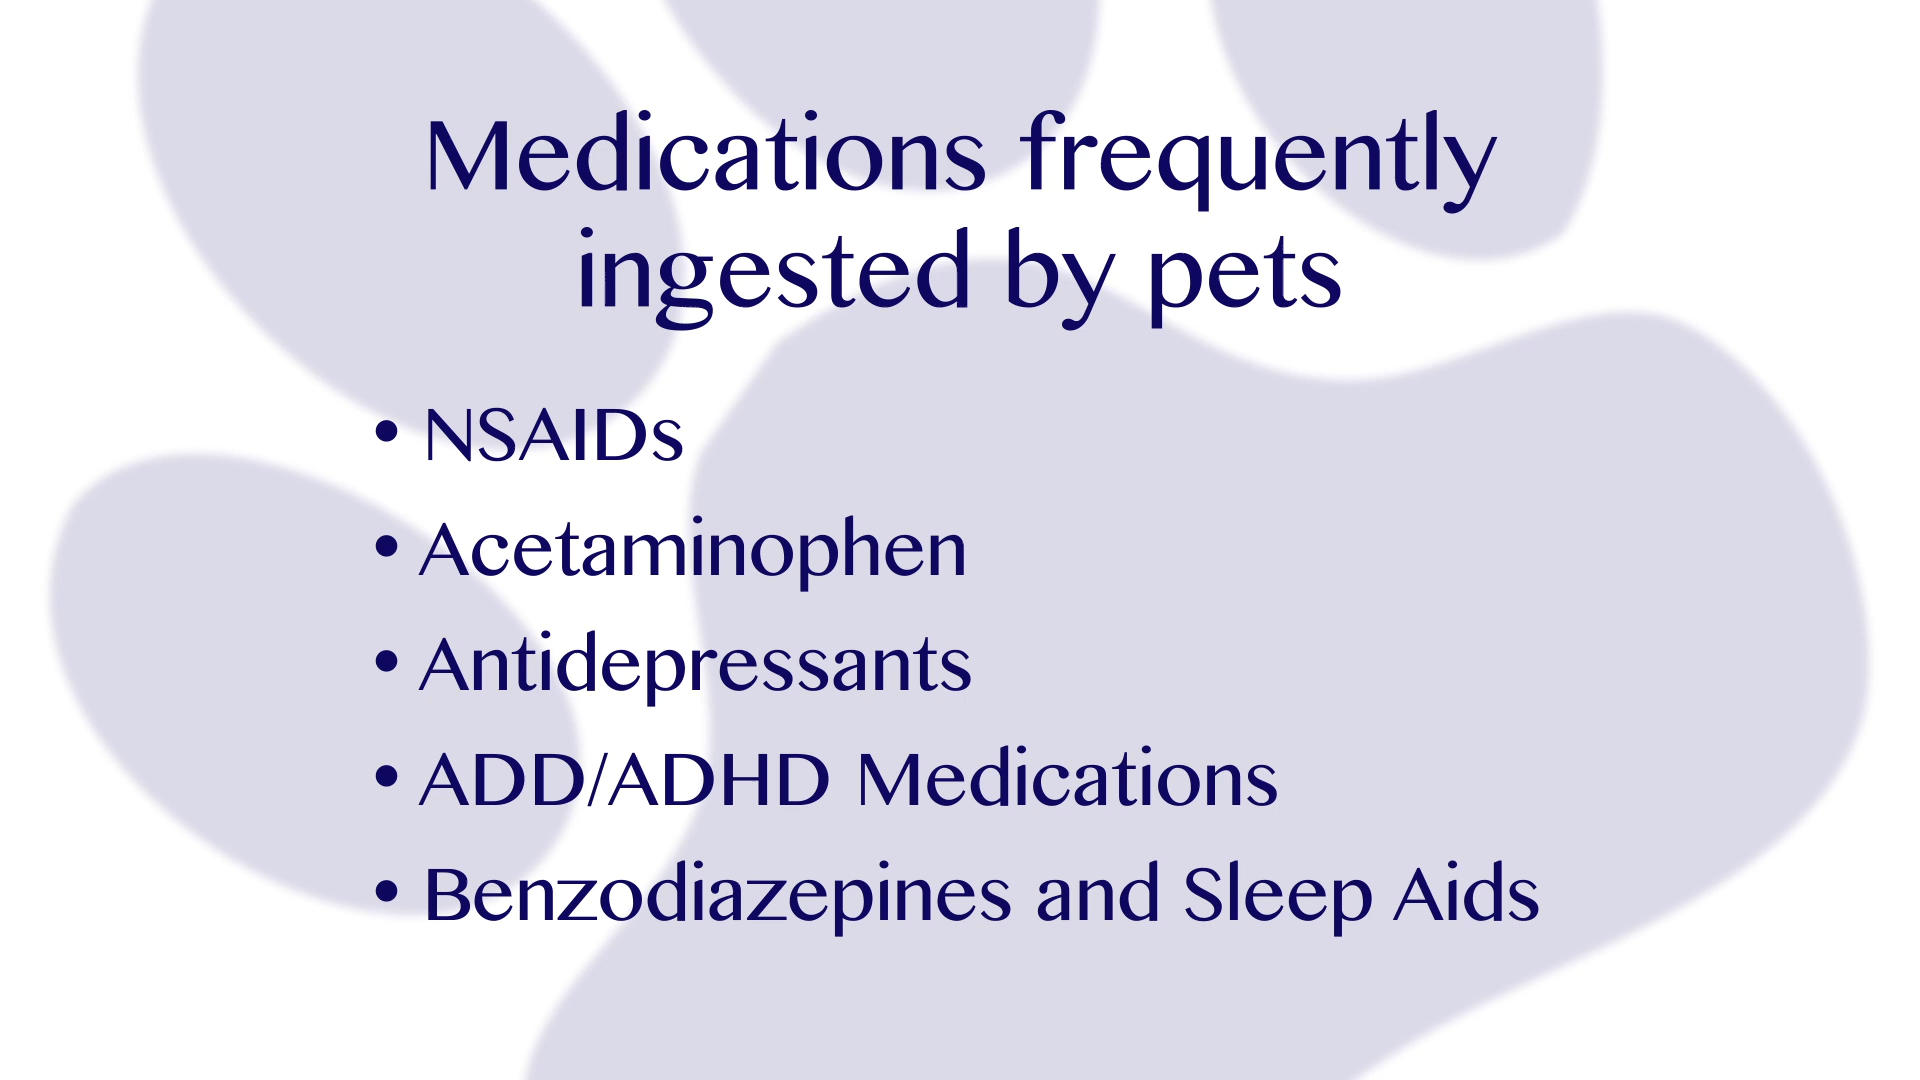 Medications frequently
ingested by pets
• NSAIDs
• Acetaminophen
• Antidepressants
• ADD/ADHD Medications
• Benzodiazepines and Sleep Aids